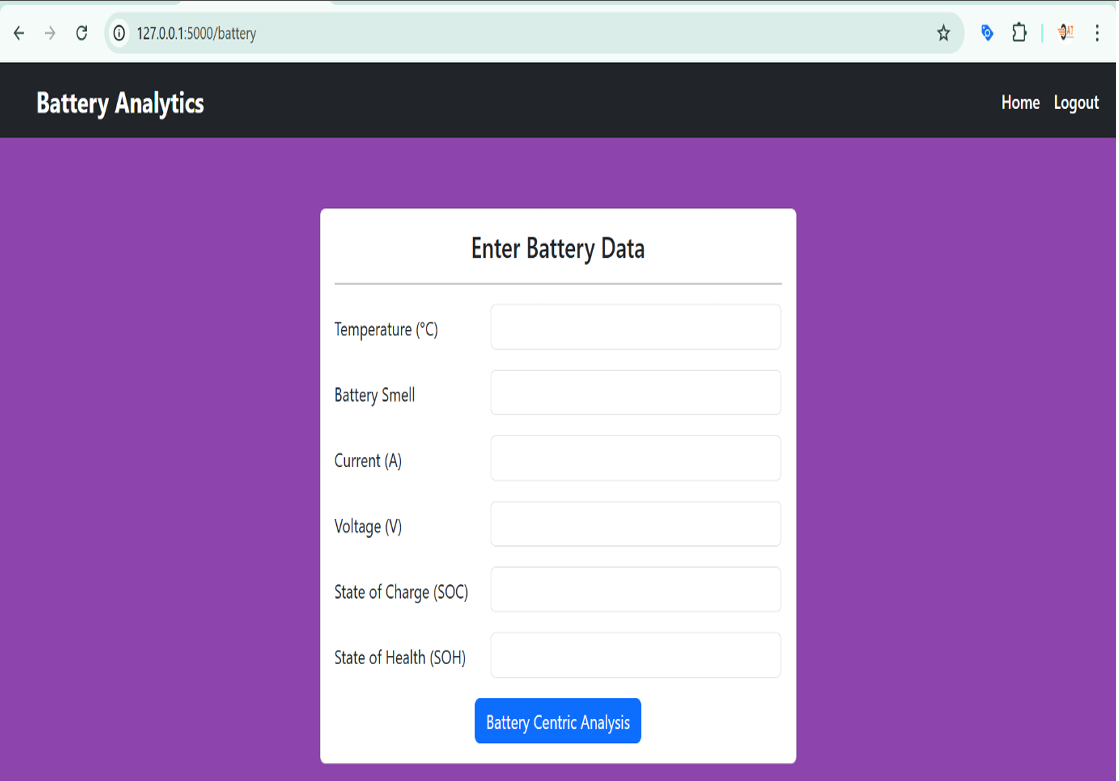 127.0.0.1:5000/battery
Battery Analytics
Home Logout
Enter Battery Data
Temperature (°C)
Battery Smell
Current (A)
Voltage (V)
State of Charge (SOC)
State of Health (SOH)
Battery Centric Analysis